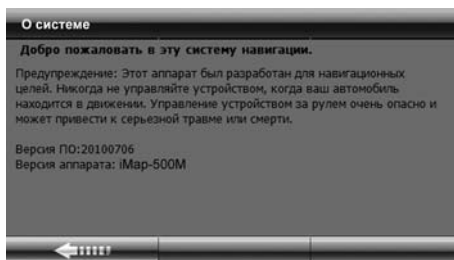 О системе
Добро пожаловать в эту систему навигации.
Предупреждение: Этот аппарат был разработан для навигационных
целей. Никогда не управляйте устройством, когда ваш автомобиль
находится в движении. Управление устройством за рулем очень опасно и
может привести к серьезной травме или смерти.
Версия ПО:20100706
Версия аппарата: iMap-500M